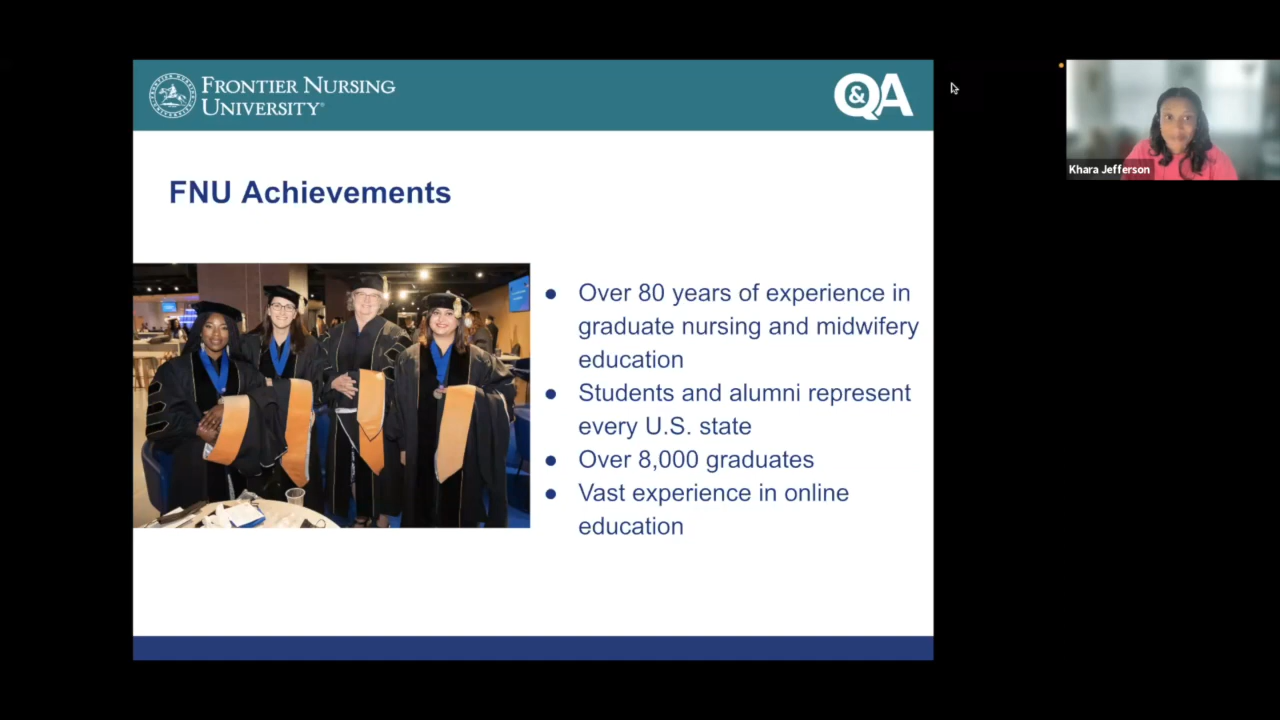 FRONTIER NURSING
UNIVERSITY®
Q&A
Khara Jefferson
FNU Achievements
● Over 80 years of experience in
graduate nursing and midwifery
education
● Students and alumni represent
every U.S. state
● Over 8,000 graduates
● Vast experience in online
education